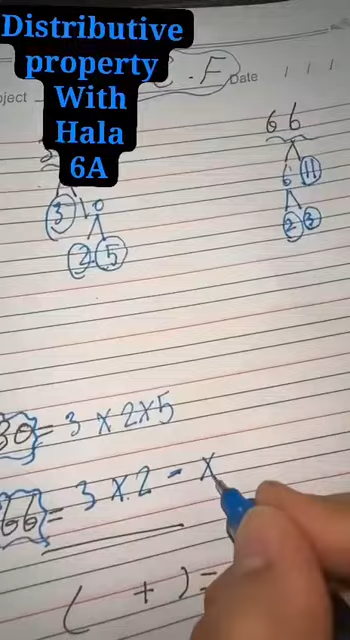 Distributive
property
With
Hala
6A
C.F
Date / / /
66
6 11
3
2 5
2 3
30 = 3 x 2 x 5
66 = 3 x 2 - x
( + ) =